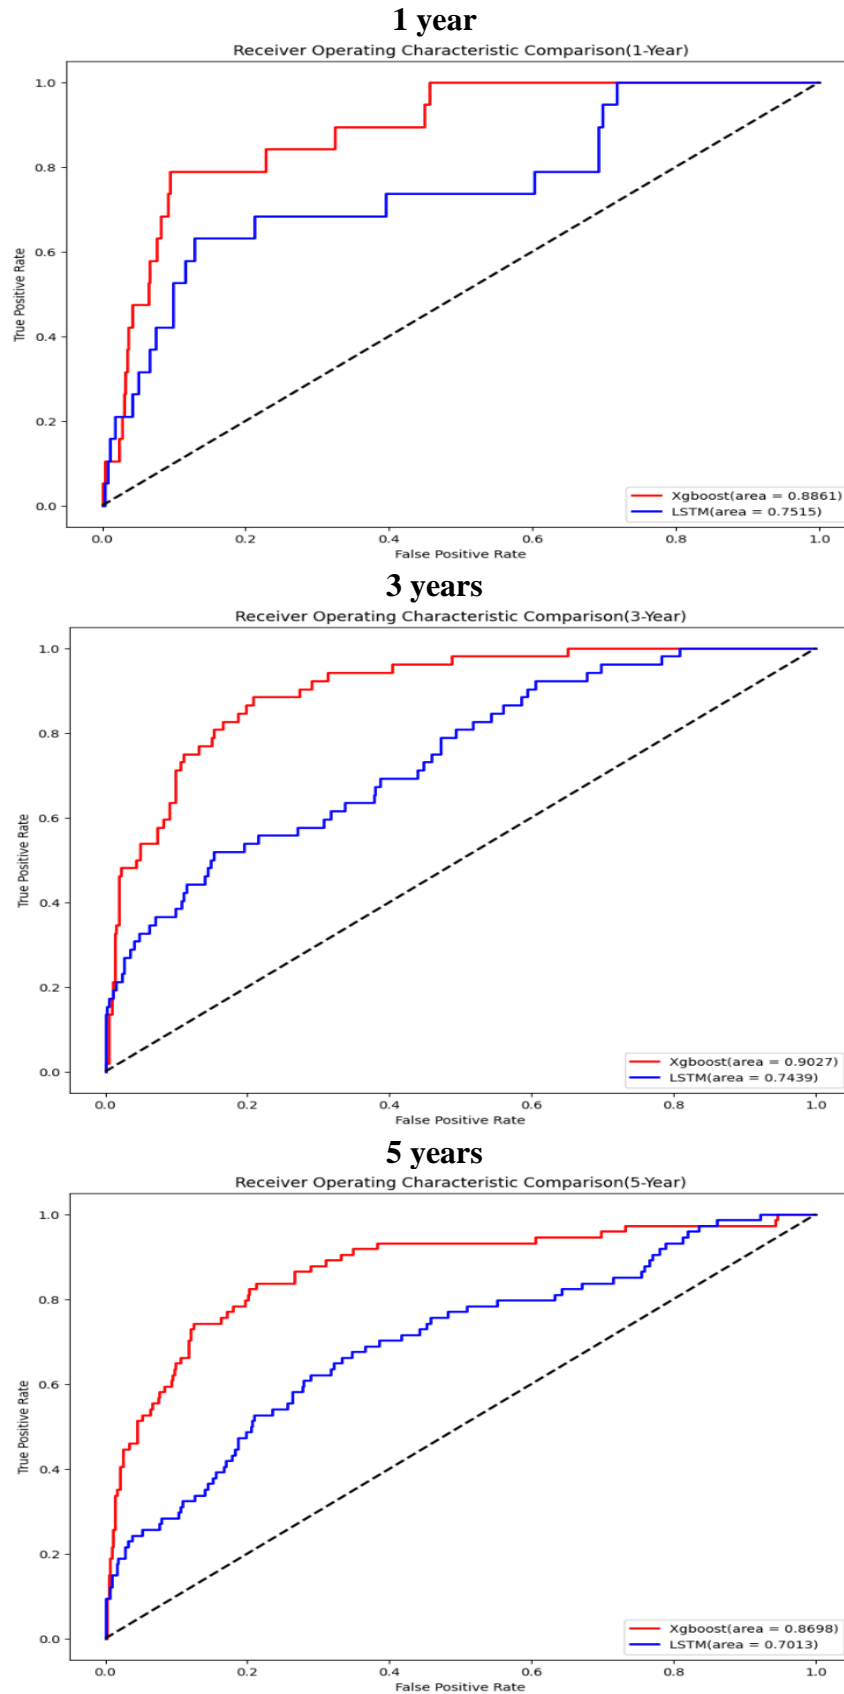 1 year
Receiver Operating Characteristic Comparison(1-Year)
1.0
0.8
0.6
0.4
0.2
0.0
True Positive Rate
Xgboost(area = 0.8861)
LSTM(area = 0.7515)
0.0 0.2 0.4 0.6 0.8 1.0
False Positive Rate
3 years
Receiver Operating Characteristic Comparison(3-Year)
1.0
0.8
0.6
0.4
0.2
0.0
True Positive Rate
Xgboost(area = 0.9027)
LSTM(area = 0.7439)
0.0 0.2 0.4 0.6 0.8 1.0
False Positive Rate
5 years
Receiver Operating Characteristic Comparison(5-Year)
1.0
0.8
0.6
0.4
0.2
0.0
True Positive Rate
Xgboost(area = 0.8698)
LSTM(area = 0.7013)
0.0 0.2 0.4 0.6 0.8 1.0
False Positive Rate